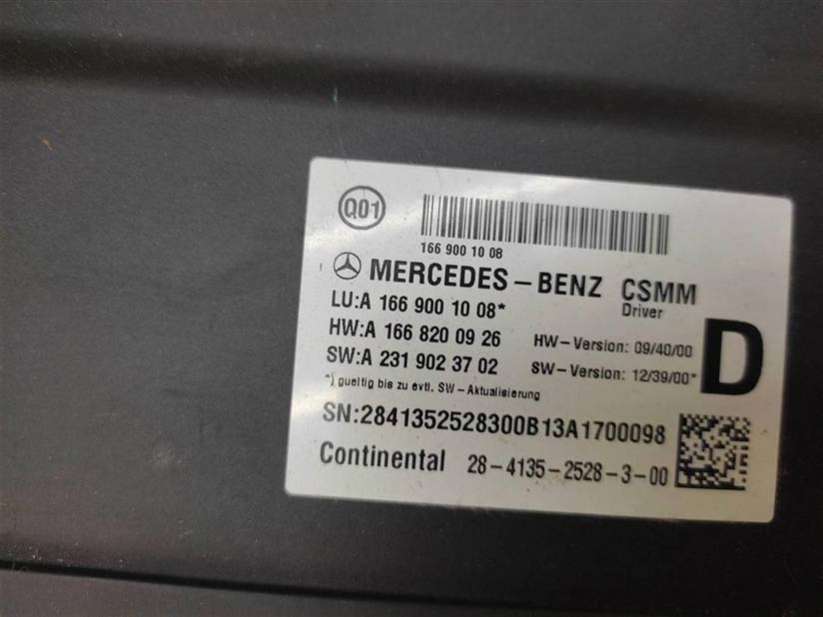 Q01
166 900 10 08
MERCEDES-BENZ CSMM
Driver
LU:A 166 900 10 08*
HW:A 166 820 09 26 HW-Version: 09/40/00
SW:A 231 902 37 02 SW-Version: 12/39/00*
D
*) gueltig bis zu evtl. SW-Aktualisierung
SN:2841352528300B13A1700098
Continental 28-4135-2528-3-00